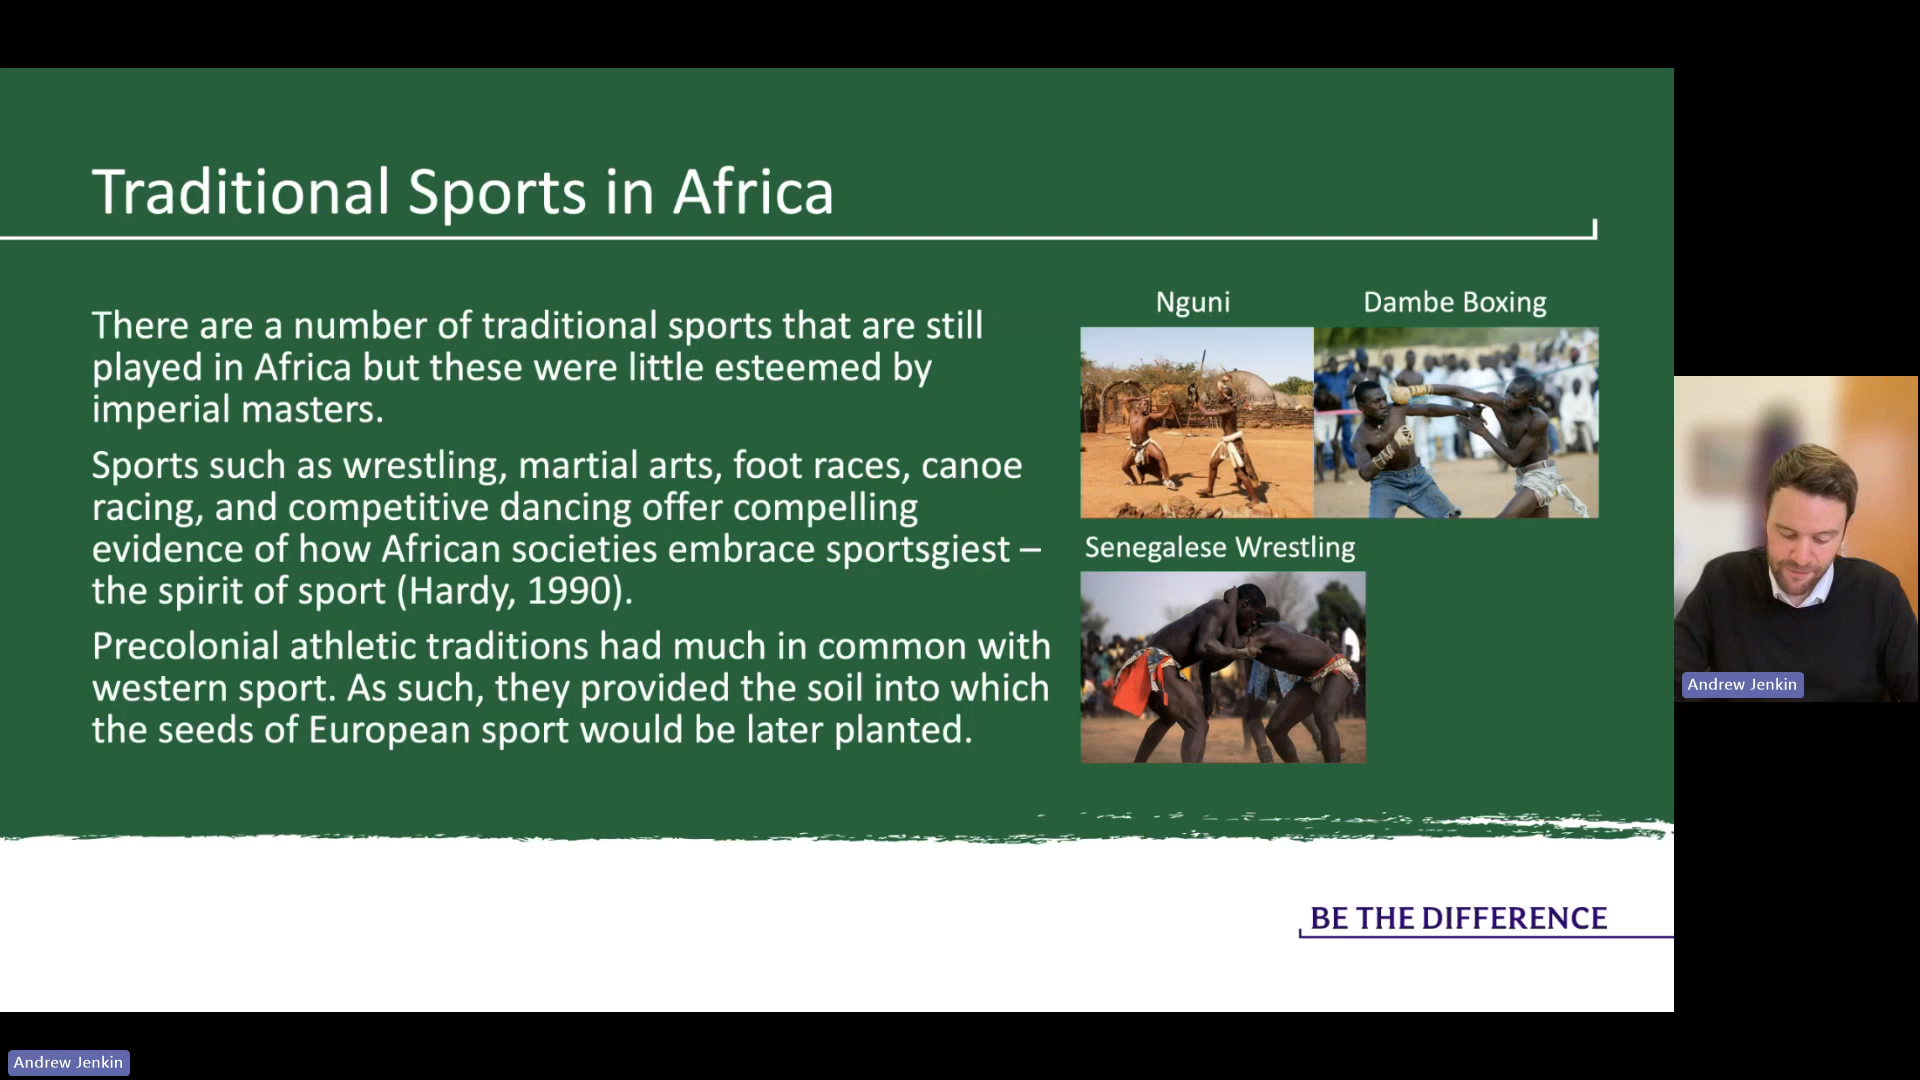 Traditional Sports in Africa
There are a number of traditional sports that are still
played in Africa but these were little esteemed by
imperial masters.
Sports such as wrestling, martial arts, foot races, canoe
racing, and competitive dancing offer compelling
evidence of how African societies embrace sportsgiest –
the spirit of sport (Hardy, 1990).
Precolonial athletic traditions had much in common with
western sport. As such, they provided the soil into which
the seeds of European sport would be later planted.
Nguni
Dambe Boxing
Senegalese Wrestling
BE THE DIFFERENCE
Andrew Jenkin
Andrew Jenkin